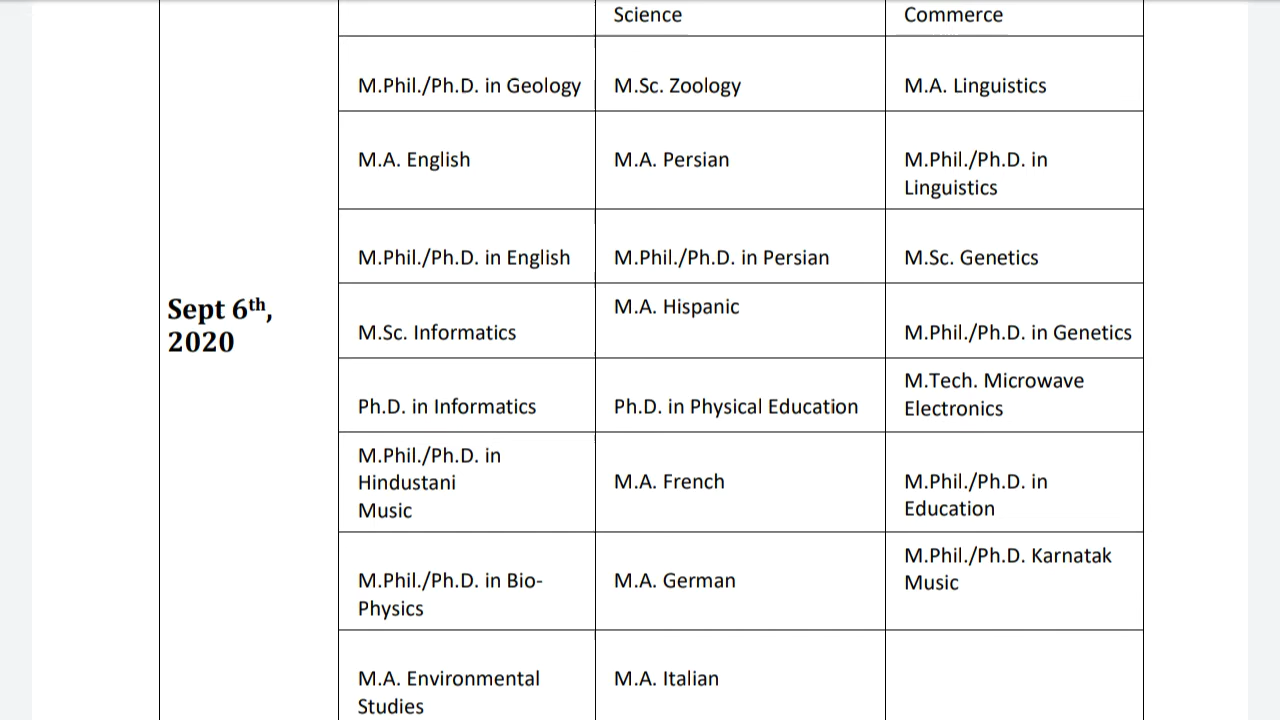 Science
Commerce
M.Phil./Ph.D. in Geology
M.Sc. Zoology
M.A. Linguistics
M.A. English
M.A. Persian
M.Phil./Ph.D. in
Linguistics
M.Phil./Ph.D. in English
M.Phil./Ph.D. in Persian
M.Sc. Genetics
Sept 6th,
2020
M.Sc. Informatics
M.A. Hispanic
M.Phil./Ph.D. in Genetics
Ph.D. in Informatics
Ph.D. in Physical Education
M.Tech. Microwave
Electronics
M.Phil./Ph.D. in
Hindustani
Music
M.A. French
M.Phil./Ph.D. in
Education
M.Phil./Ph.D. in Bio-
Physics
M.A. German
M.Phil./Ph.D. Karnatak
Music
M.A. Environmental
Studies
M.A. Italian